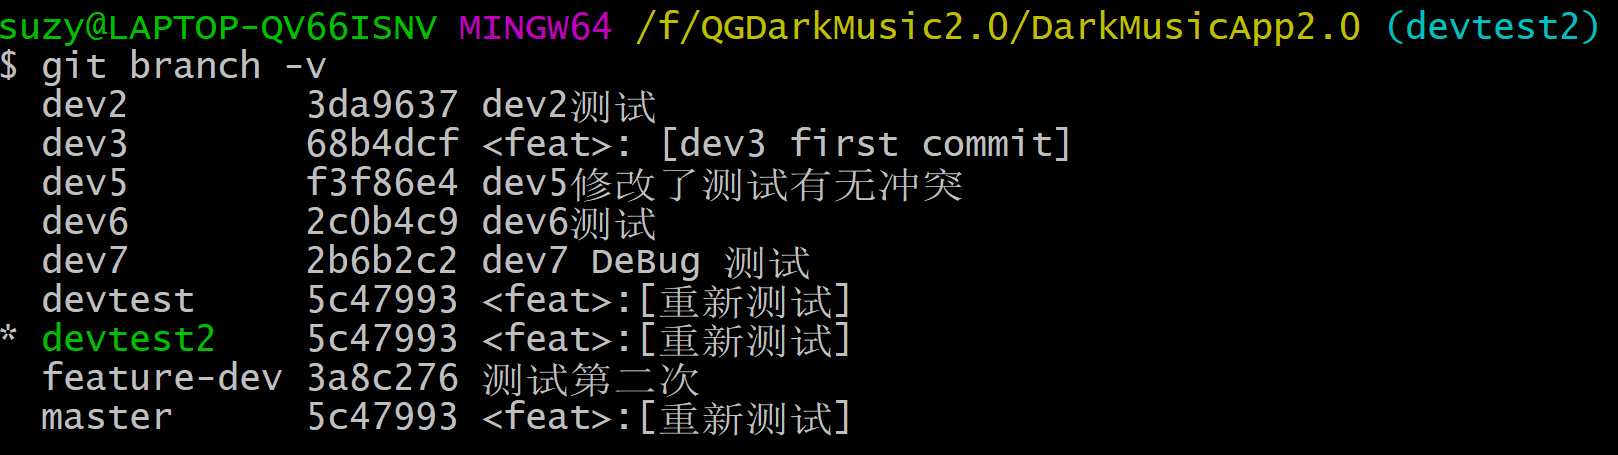 suzy@LAPTOP-QV66ISNV MINGW64 /f/QGDarkMusic2.0/DarkMusicApp2.0 (devtest2)
$ git branch -v
  dev2        3da9637 dev2测试
  dev3        68b4dcf <feat>: [dev3 first commit]
  dev5        f3f86e4 dev5修改了测试有无冲突
  dev6        2c0b4c9 dev6测试
  dev7        2b6b2c2 dev7 DeBug 测试
  devtest     5c47993 <feat>:[重新测试]
* devtest2    5c47993 <feat>:[重新测试]
  feature-dev 3a8c276 测试第二次
  master      5c47993 <feat>:[重新测试]